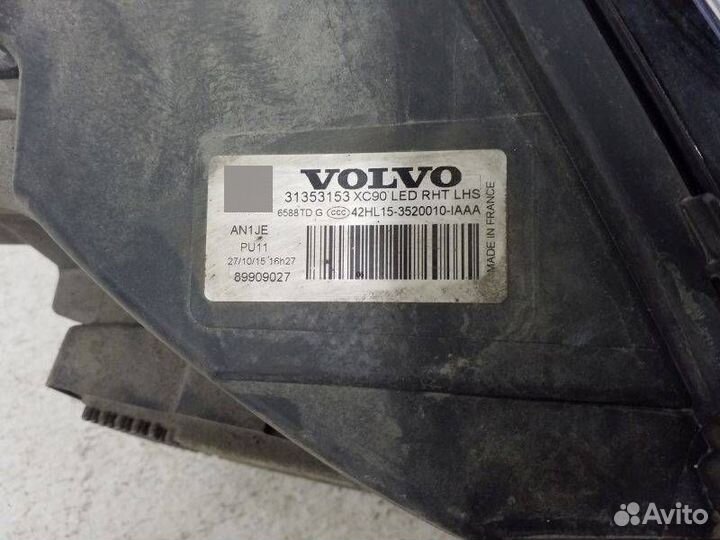 VOLVO
31353153 XC90 LED RHT LHS
6588TD G CCC 42HL15-3520010-IAAA
AN1JE
PU11
27/10/15 16h27
89909027
MADE IN FRANCE
Avito